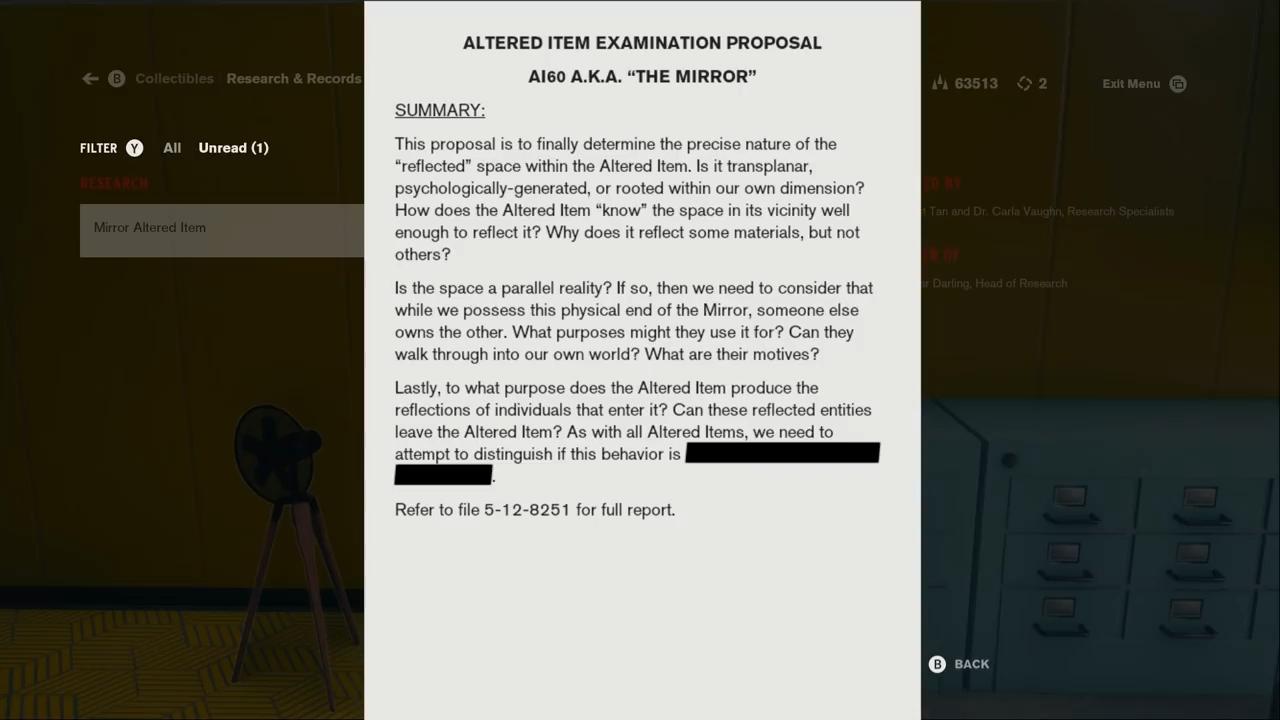 B Collectibles Research & Records
63513 2 Exit Menu
FILTER Y All Unread (1)
RESEARCH
Mirror Altered Item
ALTERED ITEM EXAMINATION PROPOSAL
AI60 A.K.A. “THE MIRROR”
SUMMARY:
This proposal is to finally determine the precise nature of the
“reflected” space within the Altered Item. Is it transplanar,
psychologically-generated, or rooted within our own dimension?
How does the Altered Item “know” the space in its vicinity well
enough to reflect it? Why does it reflect some materials, but not
others?
Is the space a parallel reality? If so, then we need to consider that
while we possess this physical end of the Mirror, someone else
owns the other. What purposes might they use it for? Can they
walk through into our own world? What are their motives?
Lastly, to what purpose does the Altered Item produce the
reflections of individuals that enter it? Can these reflected entities
leave the Altered Item? As with all Altered Items, we need to
attempt to distinguish if this behavior is
.
Refer to file 5-12-8251 for full report.
BY
Tan and Dr. Carla Vaughn, Research Specialists
OF
Darling, Head of Research
B BACK